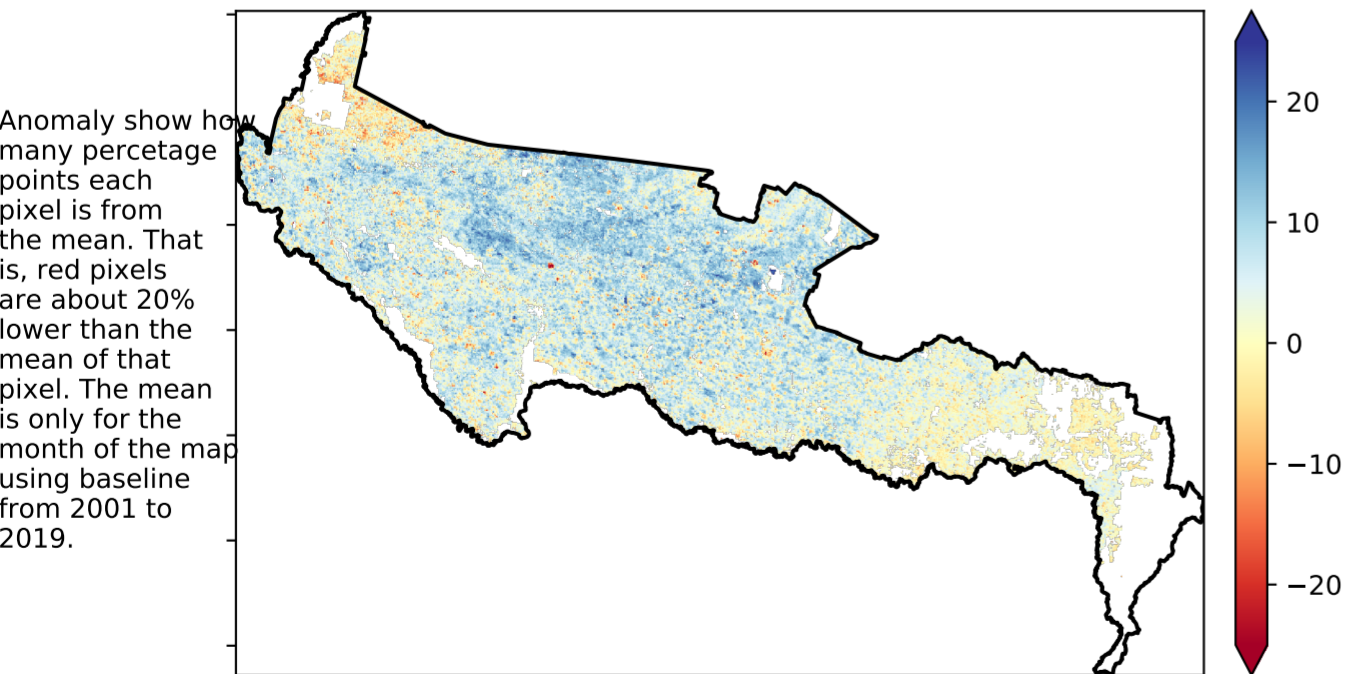 Anomaly show how
many percetage
points each
pixel is from
the mean. That
is, red pixels
are about 20%
lower than the
mean of that
pixel. The mean
is only for the
month of the map
using baseline
from 2001 to
2019.
20
10
0
−10
−20